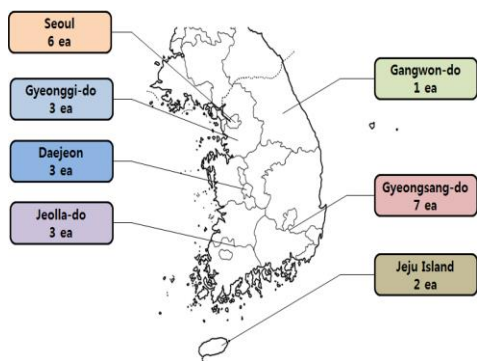 Seoul
6 ea
Gyeonggi-do
3 ea
Daejeon
3 ea
Jeolla-do
3 ea
Gangwon-do
1 ea
Gyeongsang-do
7 ea
Jeju Island
2 ea